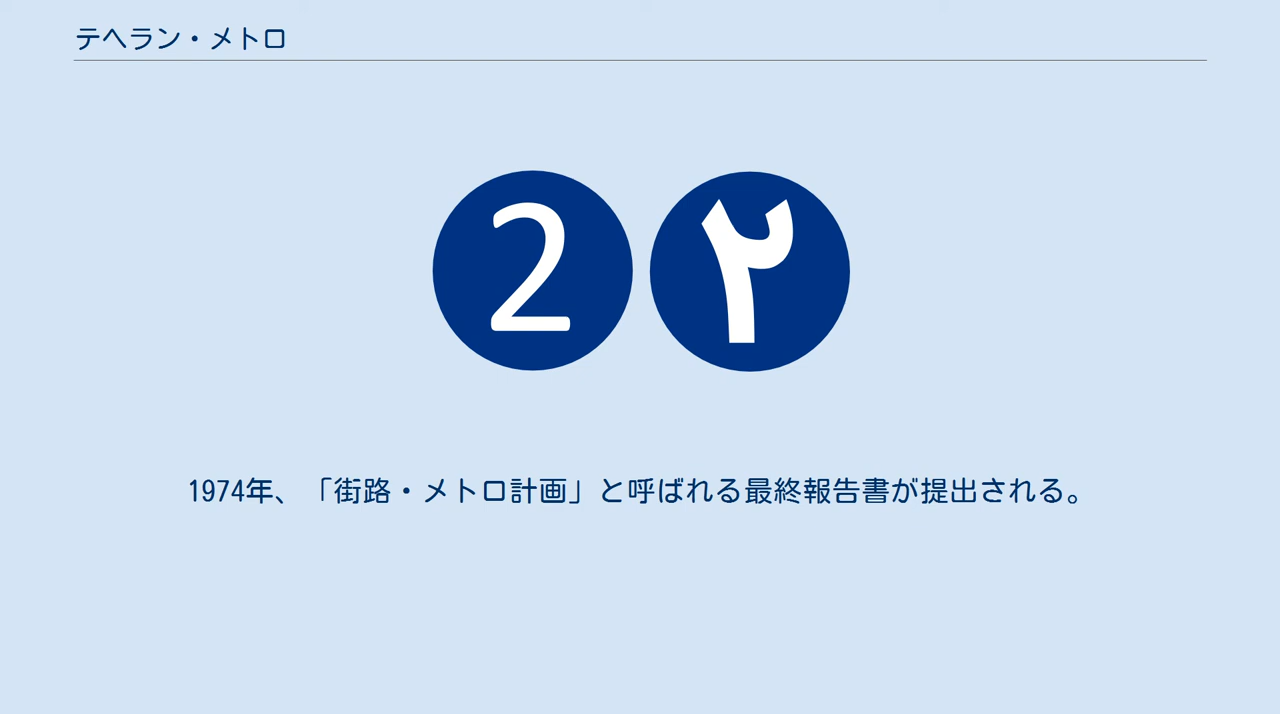 テヘラン・メトロ
2 ۲
1974年、「街路・メトロ計画」と呼ばれる最終報告書が提出される。